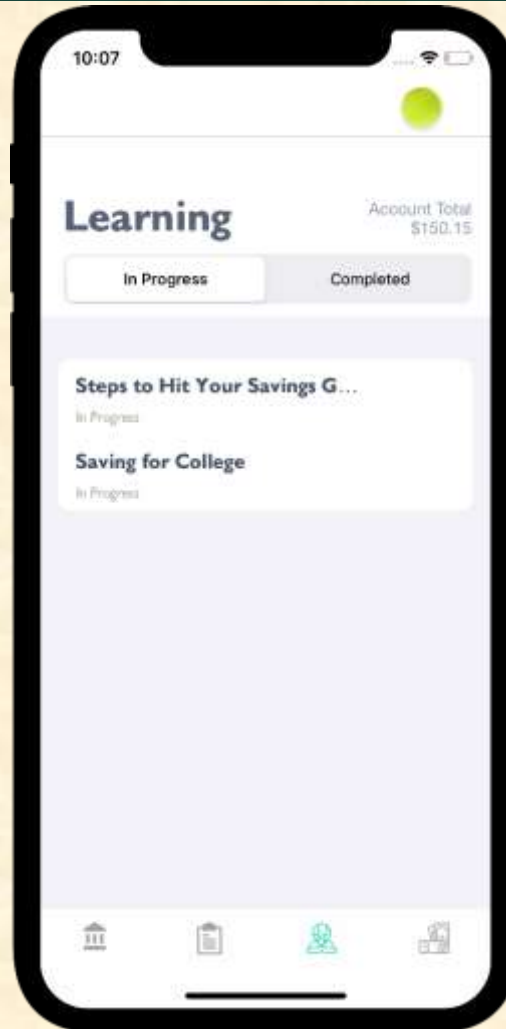 10:07
Learning
Account Total
$150.15
In Progress
Completed
Steps to Hit Your Savings G...
In Progress
Saving for College
In Progress